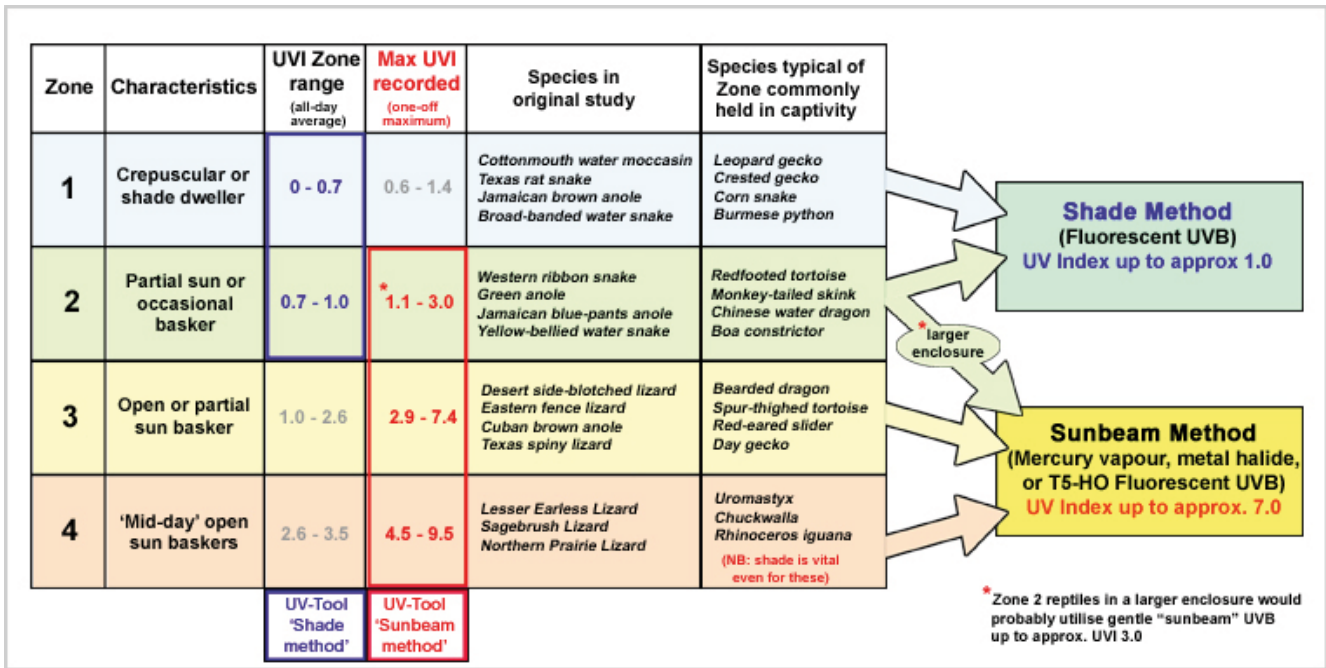 Zone
Characteristics
UVI Zone
range
(all-day
average)
Max UVI
recorded
(one-off
maximum)
Species in
original study
Species typical of
Zone commonly
held in captivity
1
Crepuscular or
shade dweller
0 - 0.7
0.6 - 1.4
Cottonmouth water moccasin
Texas rat snake
Jamaican brown anole
Broad-banded water snake
Leopard gecko
Crested gecko
Corn snake
Burmese python
2
Partial sun or
occasional
basker
0.7 - 1.0
*1.1 - 3.0
Western ribbon snake
Green anole
Jamaican blue-pants anole
Yellow-bellied water snake
Redfooted tortoise
Monkey-tailed skink
Chinese water dragon
Boa constrictor
3
Open or partial
sun basker
1.0 - 2.6
2.9 - 7.4
Desert side-blotched lizard
Eastern fence lizard
Cuban brown anole
Texas spiny lizard
Bearded dragon
Spur-thighed tortoise
Red-eared slider
Day gecko
4
‘Mid-day’ open
sun baskers
2.6 - 3.5
4.5 - 9.5
Lesser Earless Lizard
Sagebrush Lizard
Northern Prairie Lizard
Uromastyx
Chuckwalla
Rhinoceros iguana
(NB: shade is vital
even for these)
UV-Tool
‘Shade
method’
UV-Tool
‘Sunbeam
method’
Shade Method
(Fluorescent UVB)
UV Index up to approx 1.0
*larger
enclosure
Sunbeam Method
(Mercury vapour, metal halide,
or T5-HO Fluorescent UVB)
UV Index up to approx. 7.0
*Zone 2 reptiles in a larger enclosure would
probably utilise gentle “sunbeam” UVB
up to approx. UVI 3.0